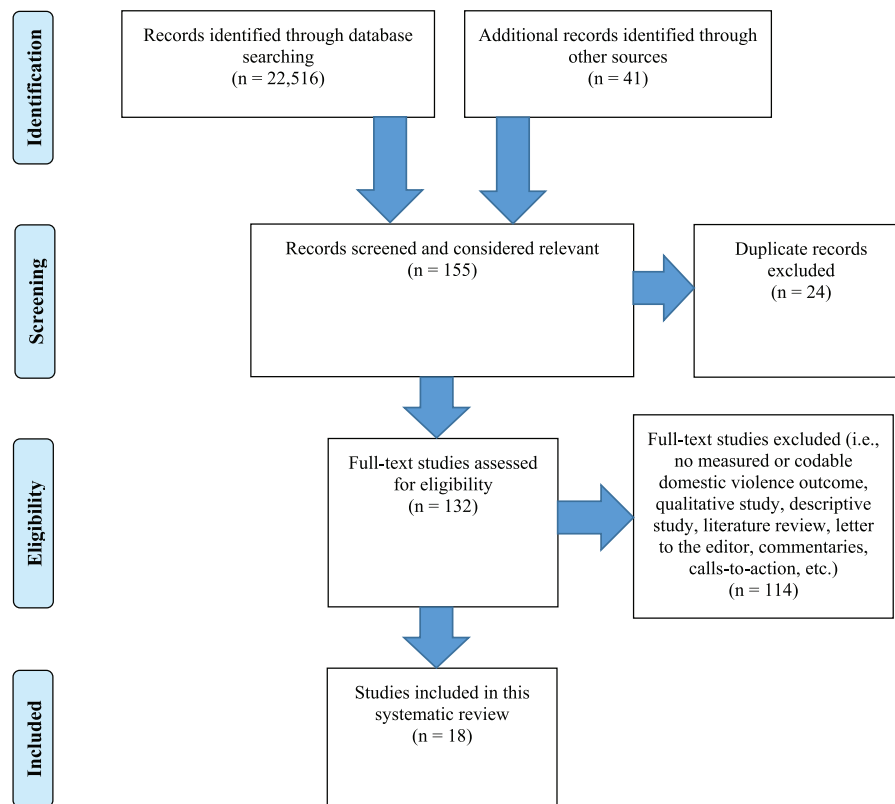 Identification
Records identified through database
searching
(n = 22,516)
Additional records identified through
other sources
(n = 41)
Screening
Records screened and considered relevant
(n = 155)
Duplicate records
excluded
(n = 24)
Eligibility
Full-text studies assessed
for eligibility
(n = 132)
Full-text studies excluded (i.e.,
no measured or codable
domestic violence outcome,
qualitative study, descriptive
study, literature review, letter
to the editor, commentaries,
calls-to-action, etc.)
(n = 114)
Included
Studies included in this
systematic review
(n = 18)